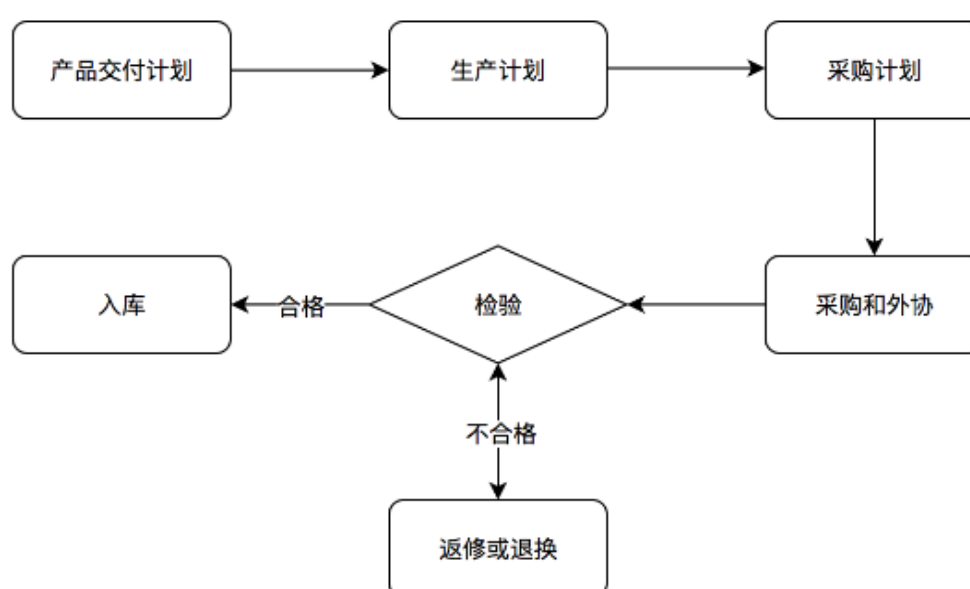 产品交付计划
生产计划
采购计划
入库
合格
检验
采购和外协
不合格
返修或退换